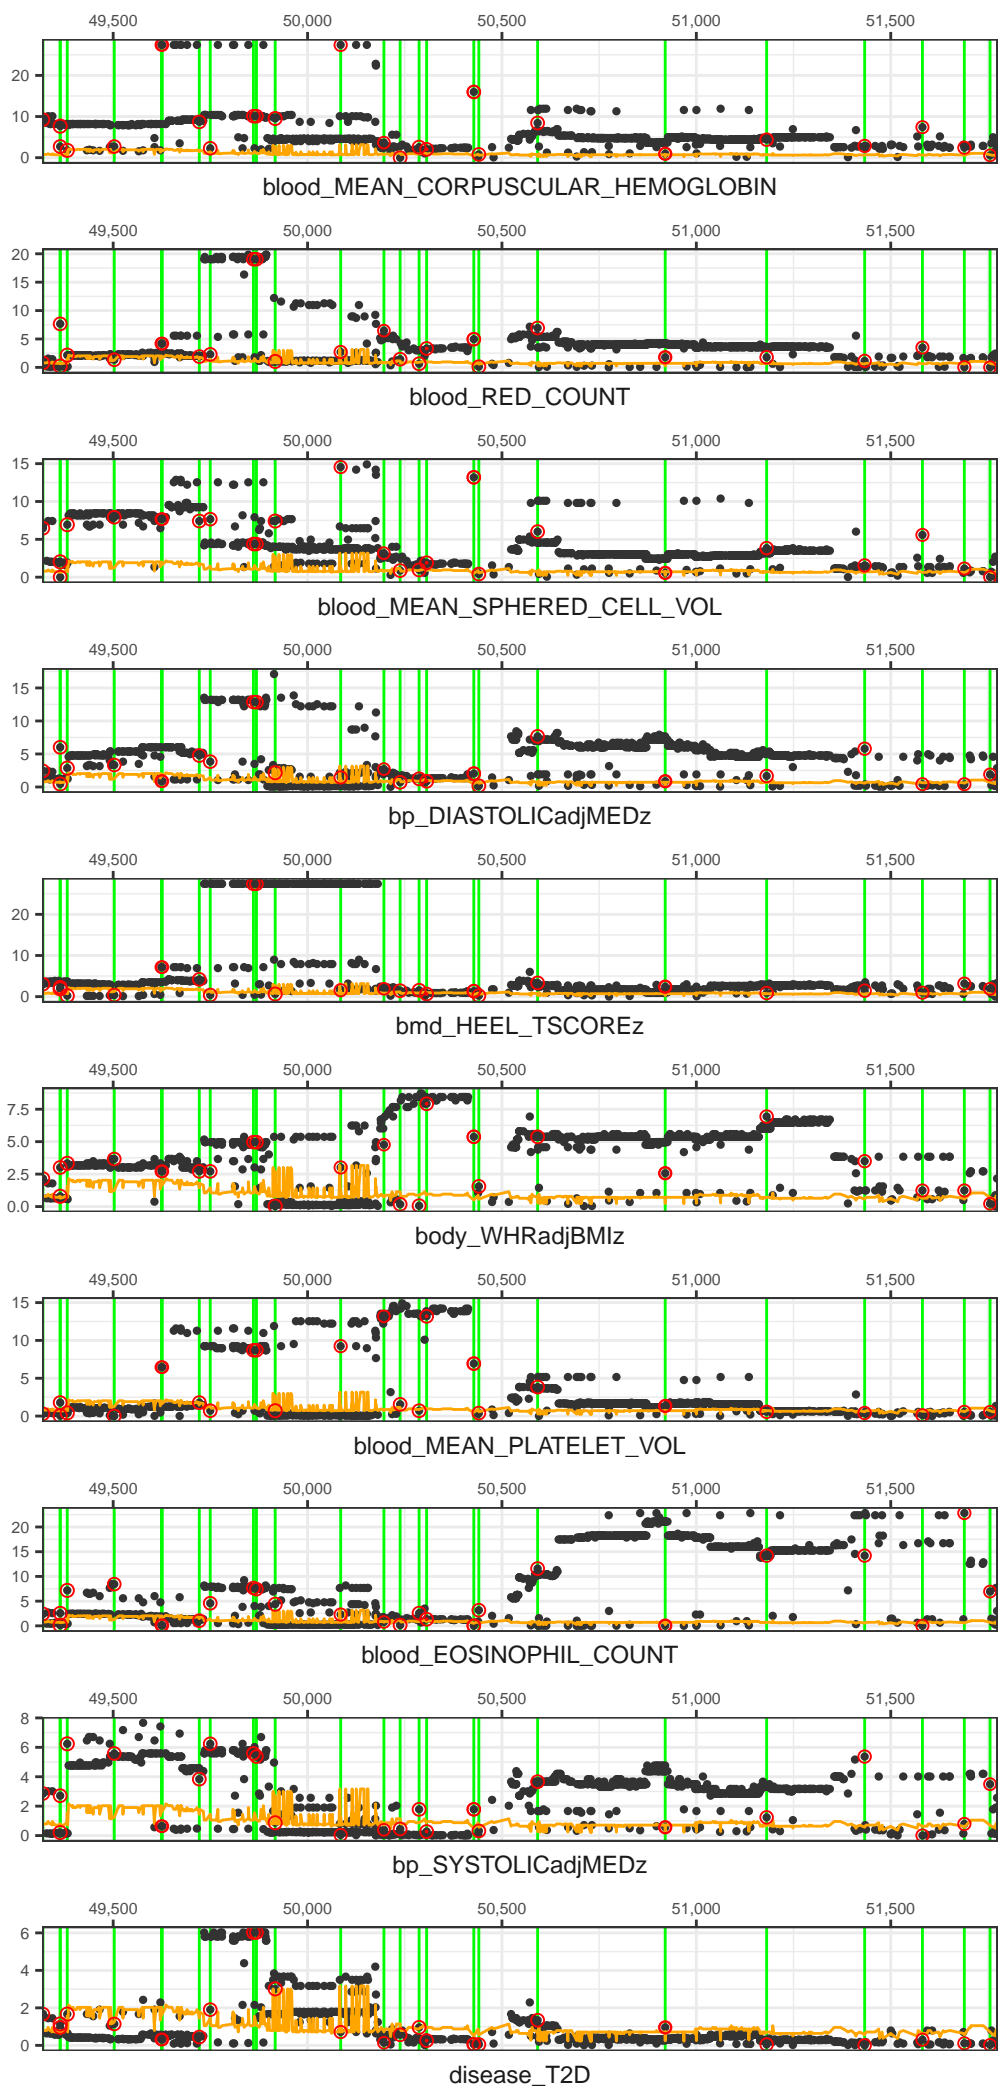 49,500 50,000 50,500 51,000 51,500
20
10
0
blood_MEAN_CORPUSCULAR_HEMOGLOBIN
49,500 50,000 50,500 51,000 51,500
20
15
10
5
0
blood_RED_COUNT
49,500 50,000 50,500 51,000 51,500
15
10
5
0
blood_MEAN_SPHERED_CELL_VOL
49,500 50,000 50,500 51,000 51,500
15
10
5
0
bp_DIASTOLICadjMEDz
49,500 50,000 50,500 51,000 51,500
20
10
0
bmd_HEEL_TSCOREz
49,500 50,000 50,500 51,000 51,500
7.5
5.0
2.5
0.0
body_WHRadjBMIz
49,500 50,000 50,500 51,000 51,500
15
10
5
0
blood_MEAN_PLATELET_VOL
49,500 50,000 50,500 51,000 51,500
20
15
10
5
0
blood_EOSINOPHIL_COUNT
49,500 50,000 50,500 51,000 51,500
8
6
4
2
0
bp_SYSTOLICadjMEDz
49,500 50,000 50,500 51,000 51,500
6
4
2
0
disease_T2D